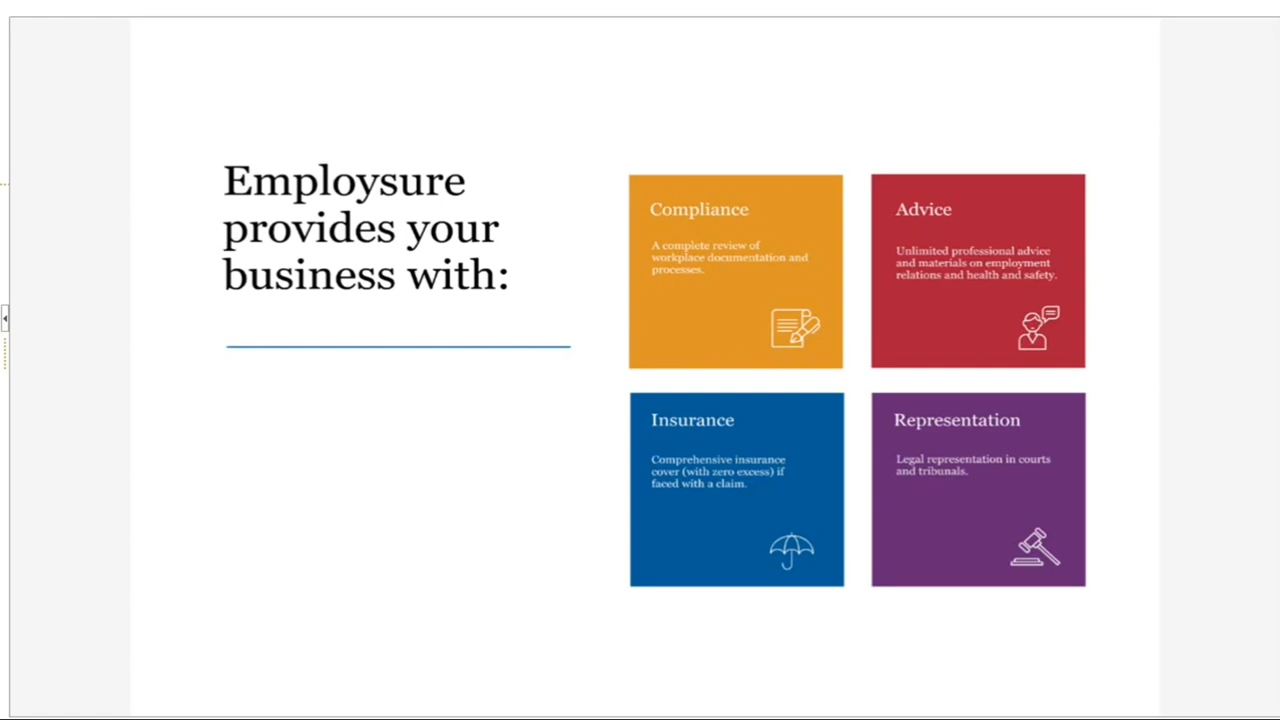 Employsure
provides your
business with:
Compliance
A complete review of
workplace documentation and
processes.
Advice
Unlimited professional advice
and materials on employment
relations and health and safety.
Insurance
Comprehensive insurance
cover (with zero excess) if
faced with a claim.
Representation
Legal representation in courts
and tribunals.